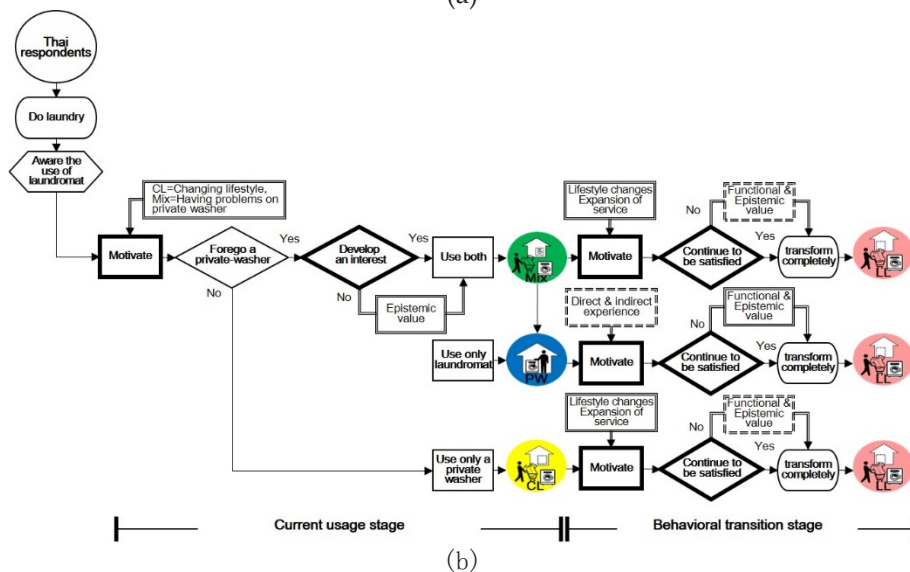 (a)
Thai
respondents
Do laundry
Aware the
use of
laundromat
CL=Changing lifestyle,
Mix=Having problems on
private washer
Motivate
Forego a
private-washer
Yes
No
Develop
an interest
Yes
No
Epistemic
value
Use both
Mix
Lifestyle changes
Expansion of
service
Motivate
Continue to
be satisfied
No
Functional &
Epistemic
value
Yes
transform
completely
LL
Use only
laundromat
PW
Direct & indirect
experience
Motivate
Continue to
be satisfied
No
Functional &
Epistemic
value
Yes
transform
completely
LL
Use only a
private
washer
CL
Lifestyle changes
Expansion of
service
Motivate
Continue to
be satisfied
No
Functional &
Epistemic
value
Yes
transform
completely
LL
Current usage stage
Behavioral transition stage
(b)